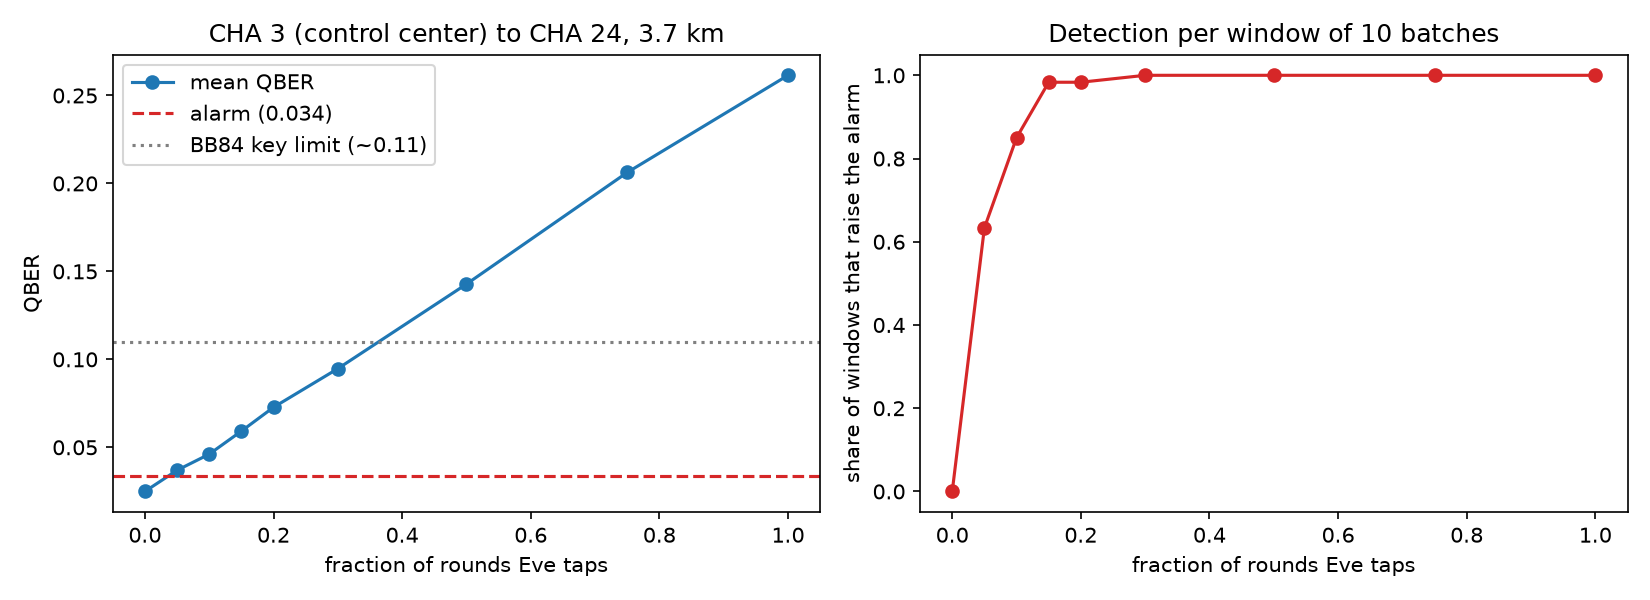 CHA 3 (control center) to CHA 24, 3.7 km
mean QBER
alarm (0.034)
BB84 key limit (~0.11)
QBER
0.25
0.20
0.15
0.10
0.05
0.0 0.2 0.4 0.6 0.8 1.0
fraction of rounds Eve taps
Detection per window of 10 batches
share of windows that raise the alarm
1.0
0.8
0.6
0.4
0.2
0.0
0.0 0.2 0.4 0.6 0.8 1.0
fraction of rounds Eve taps